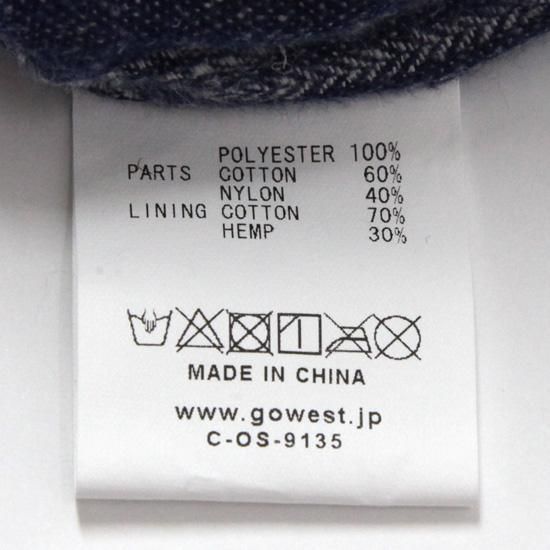 POLYESTER 100%
PARTS COTTON 60%
NYLON 40%
LINING COTTON 70%
HEMP 30%
MADE IN CHINA
www.gowest.jp
C-OS-9135